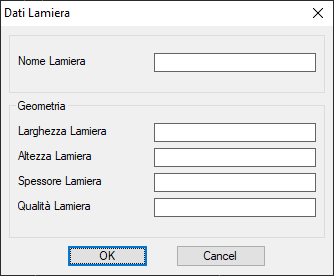 Dati Lamiera
Nome Lamiera
Geometria
Larghezza Lamiera
Altezza Lamiera
Spessore Lamiera
Qualità Lamiera
OK Cancel